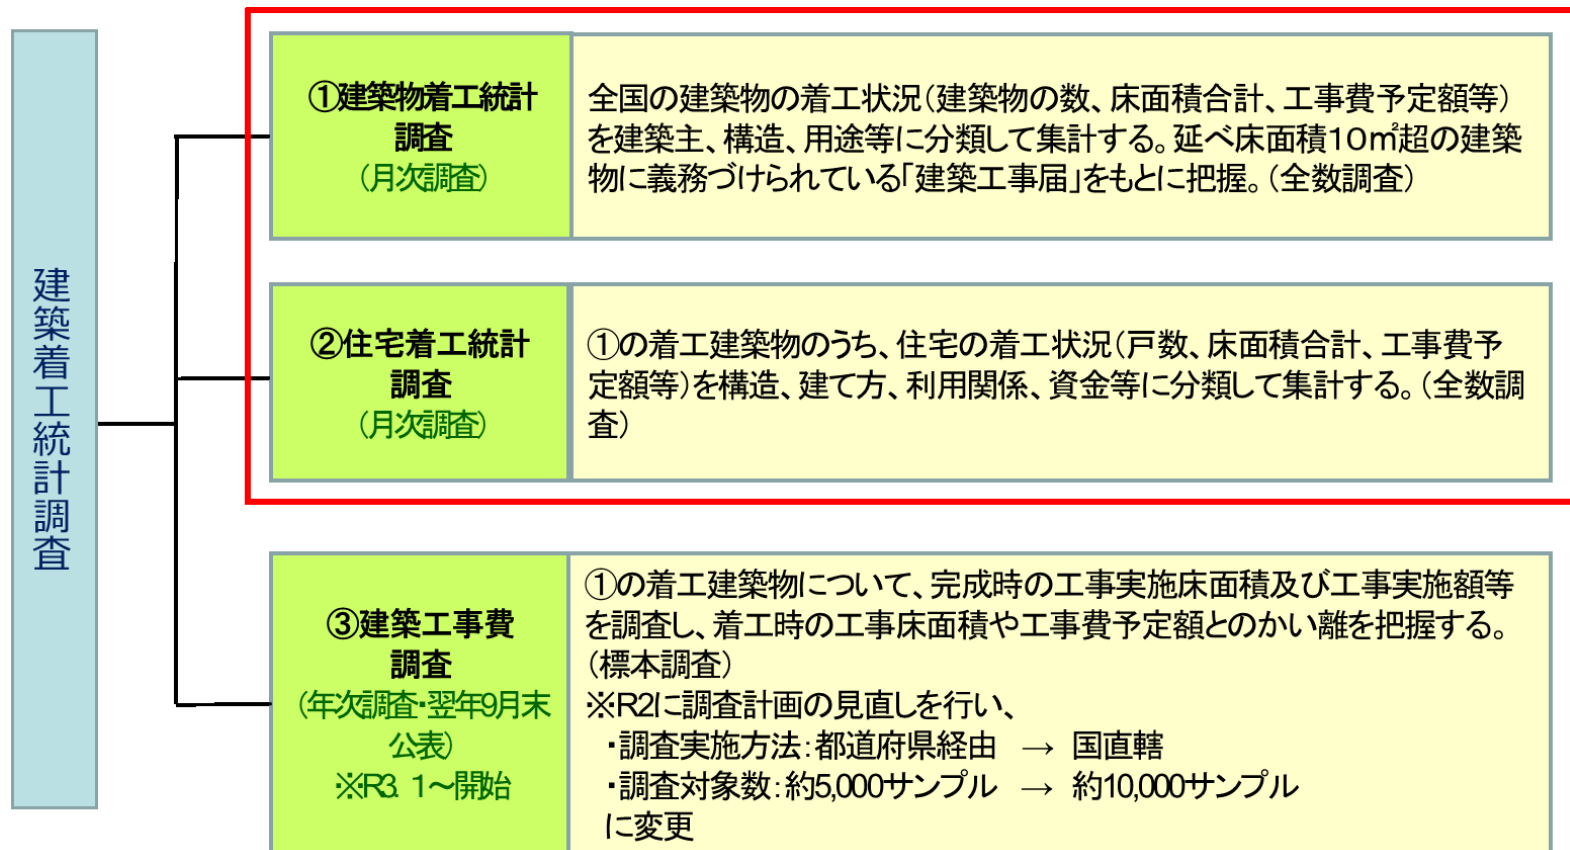 建築着工統計調査
①建築物着工統計
調査
(月次調査)
全国の建築物の着工状況(建築物の数、床面積合計、工事費予定額等)
を建築主、構造、用途等に分類して集計する。延べ床面積10㎡超の建築
物に義務づけられている「建築工事届」をもとに把握。(全数調査)
②住宅着工統計
調査
(月次調査)
①の着工建築物のうち、住宅の着工状況(戸数、床面積合計、工事費予
定額等)を構造、建て方、利用関係、資金等に分類して集計する。(全数調
査)
③建築工事費
調査
(年次調査・翌年9月末
公表)
※R3.1～開始
①の着工建築物について、完成時の工事実施床面積及び工事実施額等
を調査し、着工時の工事床面積や工事費予定額とのかい離を把握する。
(標本調査)
※R2に調査計画の見直しを行い、
・調査実施方法:都道府県経由 → 国直轄
・調査対象数:約5,000サンプル → 約10,000サンプル
に変更